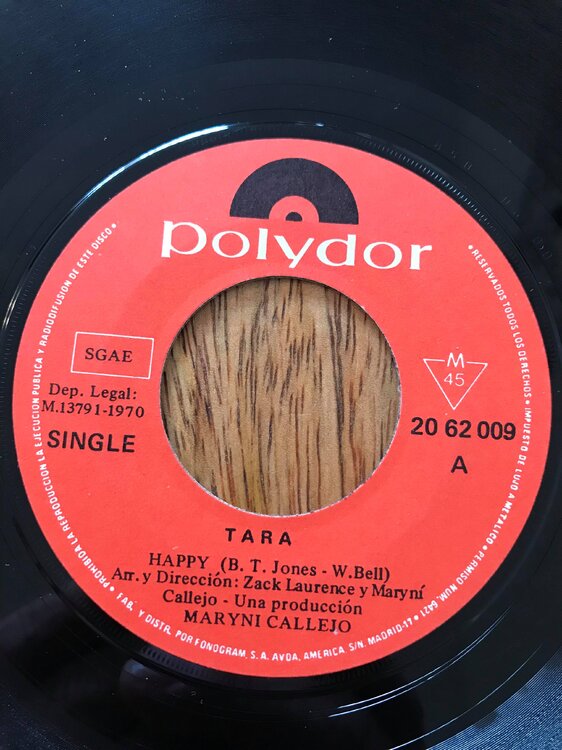 polydor
SGAE
Dep. Legal:
M.13791-1970
SINGLE
M
45
20 62 009
A
TARA
HAPPY (B. T. Jones - W.Bell)
Arr. y Dirección: Zack Laurence y Maryní
Callejo - Una producción
MARYNI CALLEJO
PROHIBIDA LA REPRODUCCION, LA EJECUCION PUBLICA Y RADIODIFUSION DE ESTE DISCO •
• RESERVADOS TODOS LOS DERECHOS • IMPUESTO DE LUJO A METALICO • PERMISO NUM. 6421 •
• FAB. Y DISTR. POR FONOGRAM, S.A. AVDA. AMERICA, S/N. MADRID-17 •